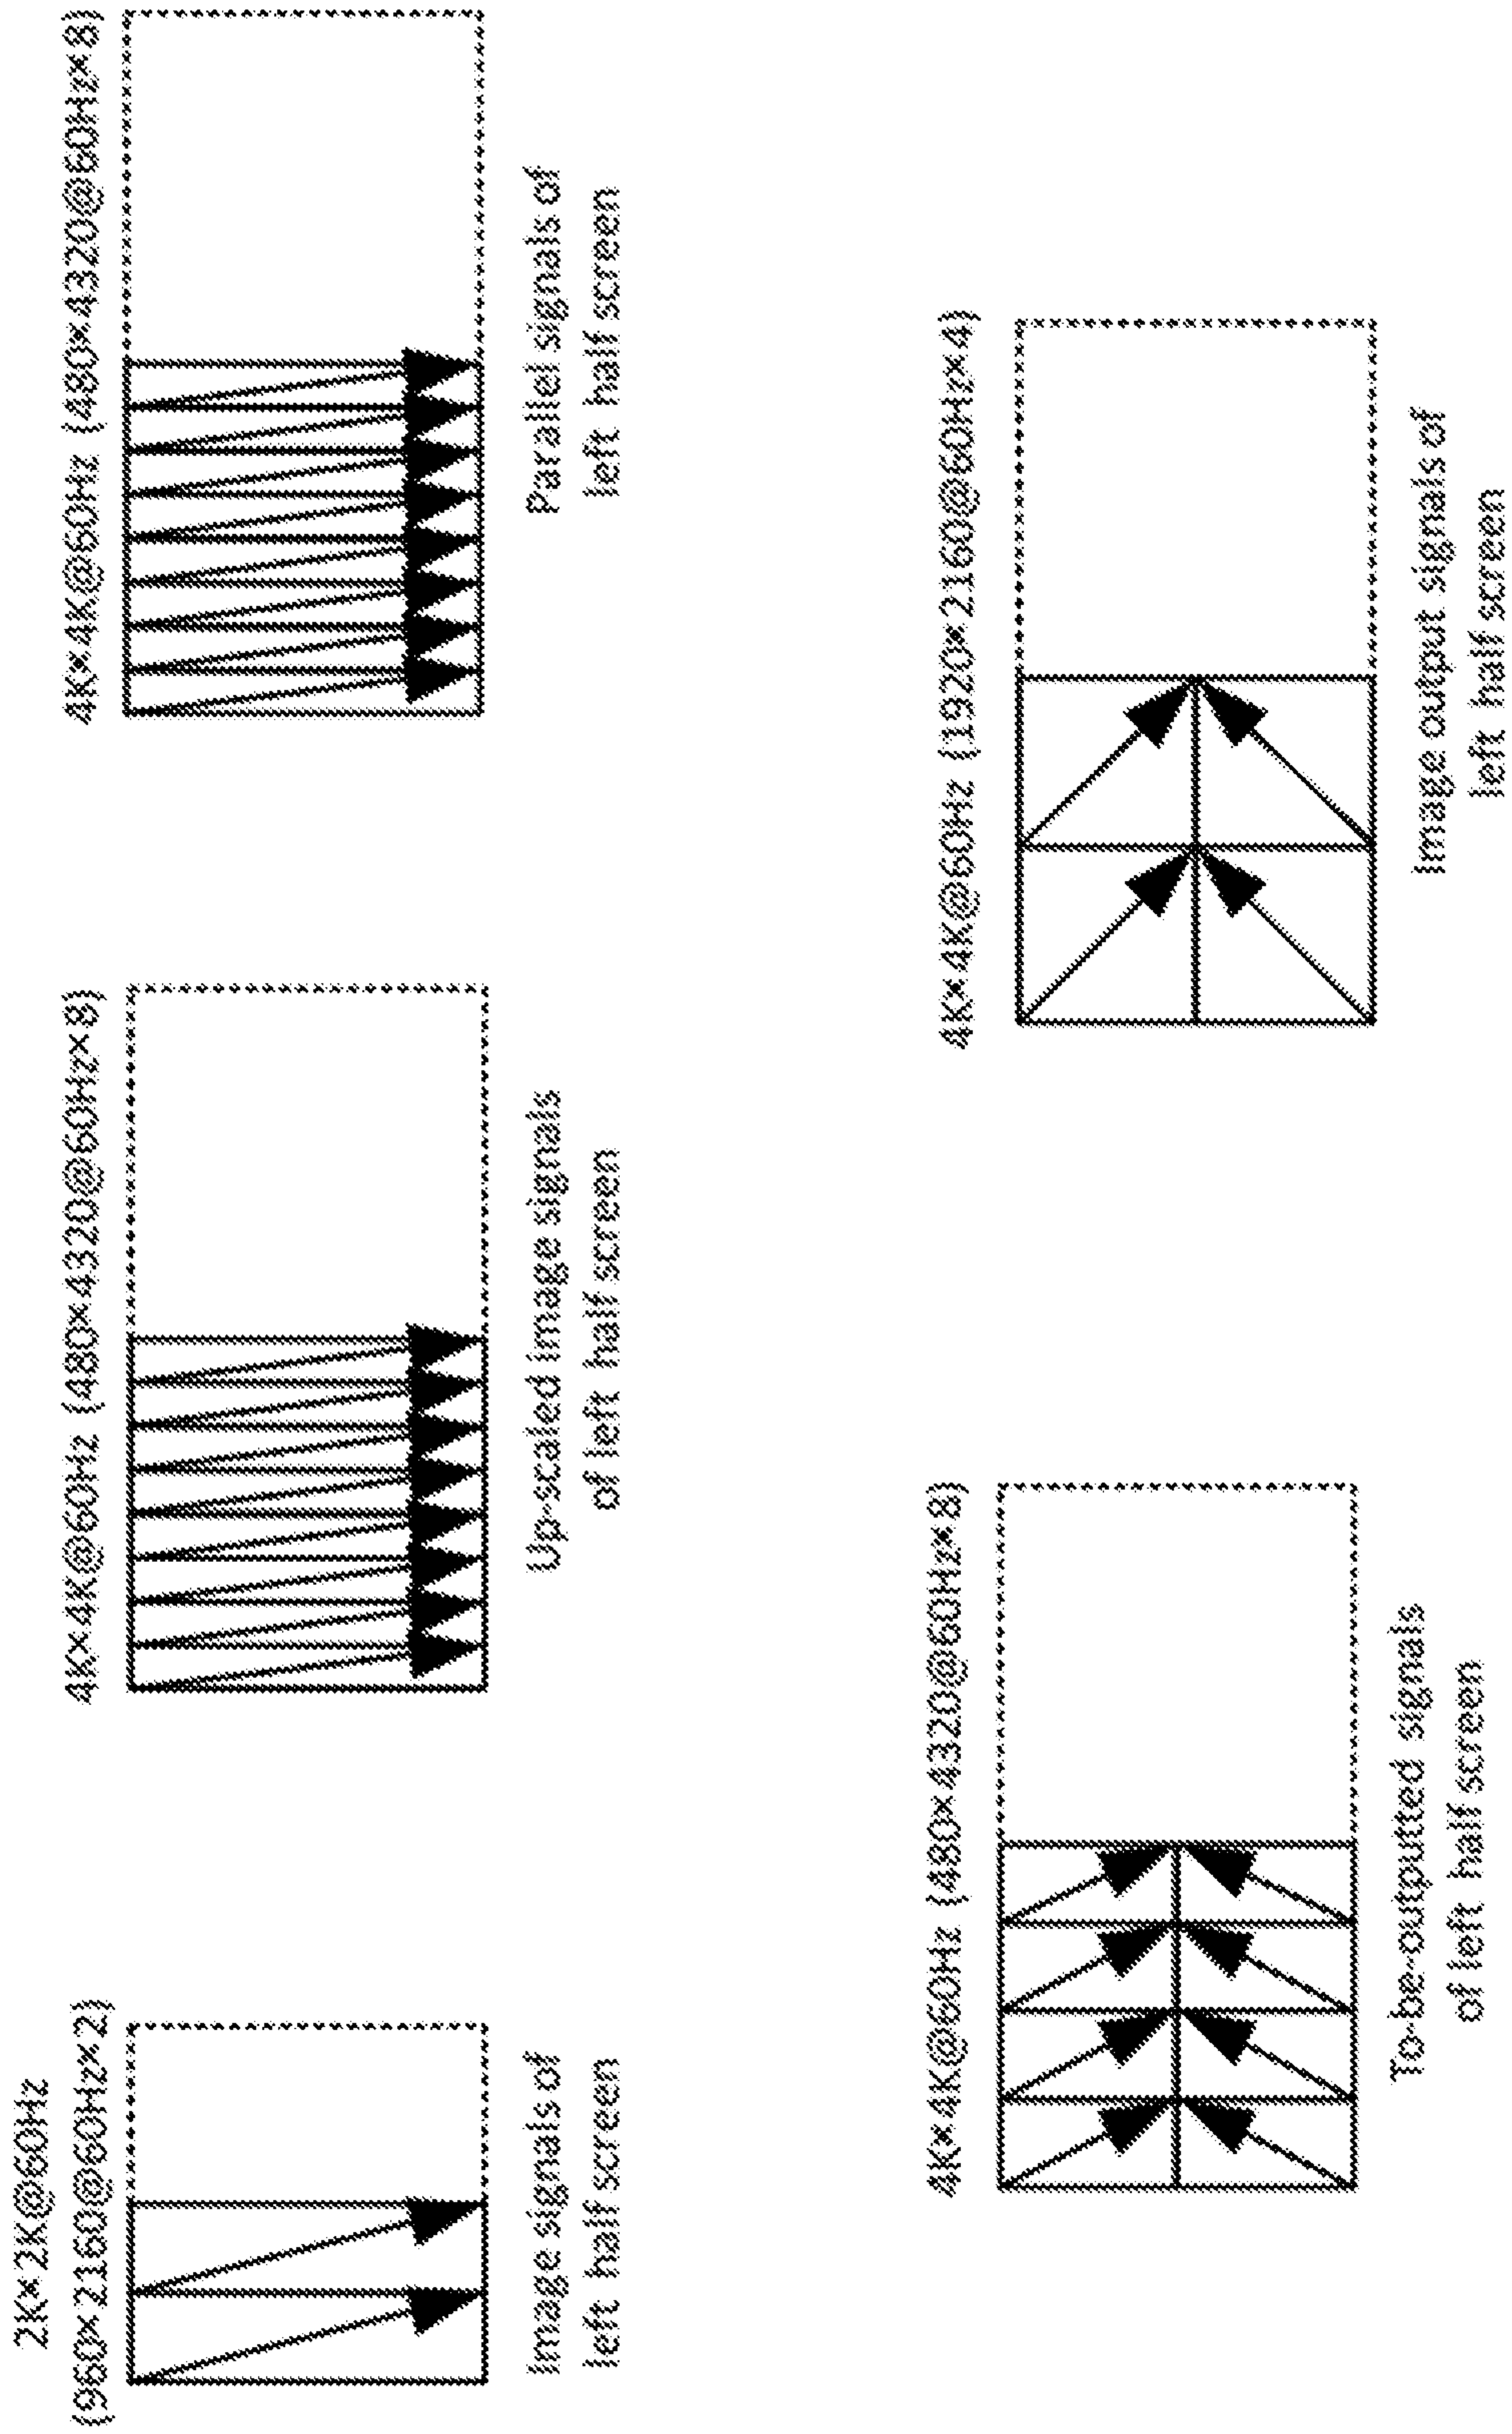 2K×2K@60Hz
(960×2160@60Hz×2)
Image signals of
left half screen
4K×4K@60Hz (480×4320@60Hz×8)
Up-scaled image signals
of left half screen
4K×4K@60Hz (480×4320@60Hz×8)
Parallel signals of
left half screen
4K×4K@60Hz (480×4320@60Hz×8)
To-be-outputted signals
of left half screen
4K×4K@60Hz (1920×2160@60Hz×4)
Image output signals of
left half screen